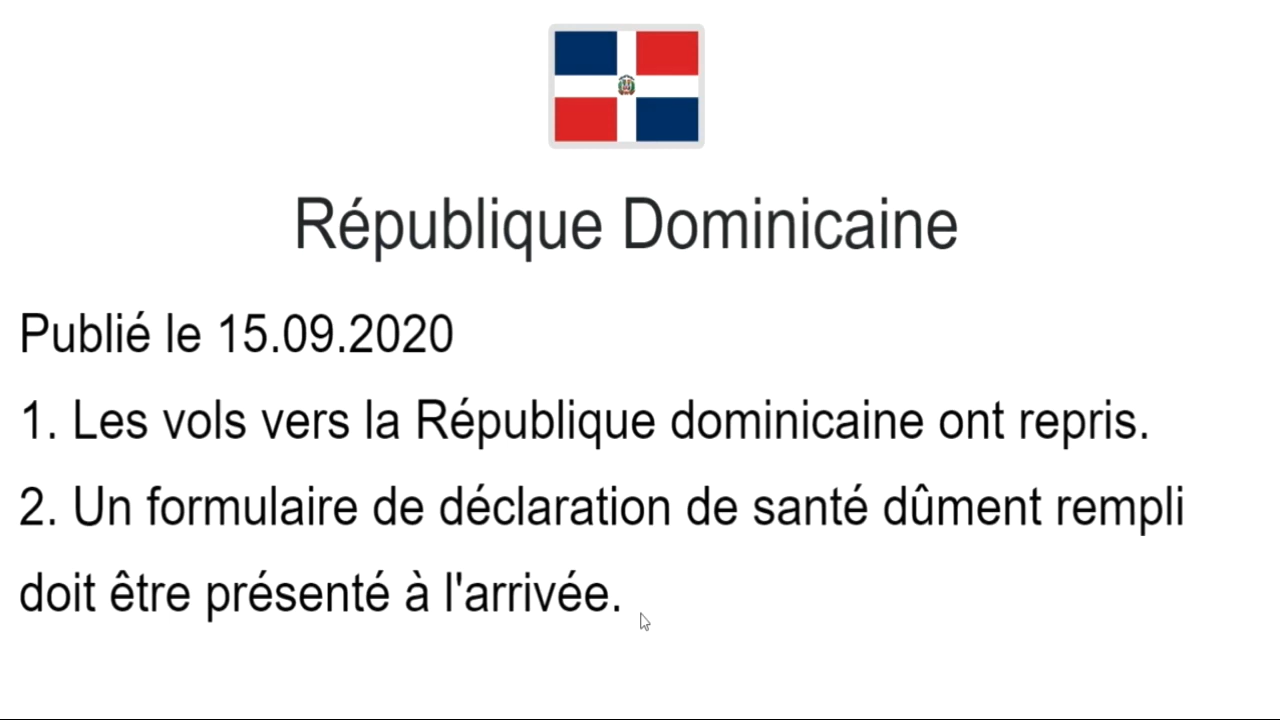 République Dominicaine
Publié le 15.09.2020
1. Les vols vers la République dominicaine ont repris.
2. Un formulaire de déclaration de santé dûment rempli
doit être présenté à l'arrivée.